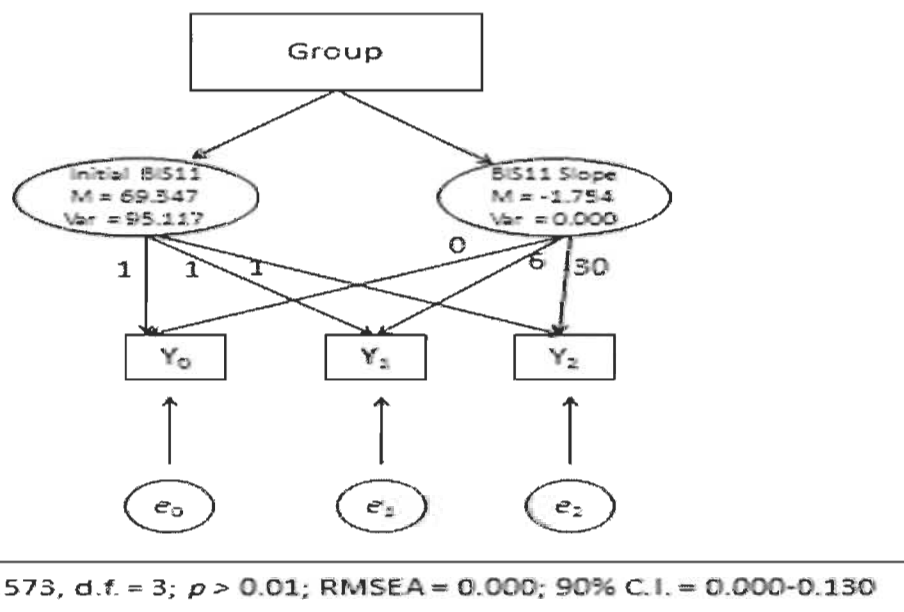 Group
Initial BIS11
M = 69.347
Var = 95.117
BIS11 Slope
M = -1.754
Var = 0.000
0
1 1 1 6 30
Y₀ Y₁ Y₂
e₀ e₁ e₂
573, d.f. = 3; p > 0.01; RMSEA = 0.000; 90% C.I. = 0.000-0.130